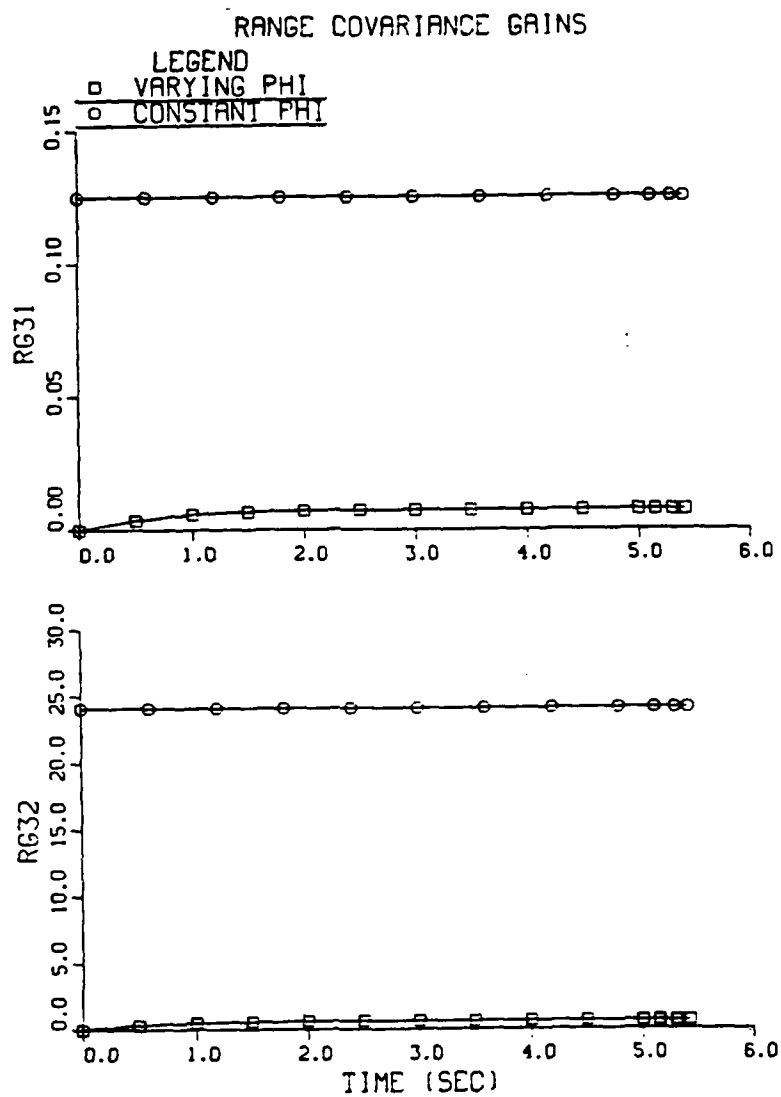 RANGE COVARIANCE GAINS
LEGEND
VARYING PHI
CONSTANT PHI
0.15
0.10
0.05
0.00
RG31
0.0 1.0 2.0 3.0 4.0 5.0 6.0
30.0
25.0
20.0
15.0
10.0
5.0
0.0
RG32
0.0 1.0 2.0 3.0 4.0 5.0 6.0
TIME (SEC)